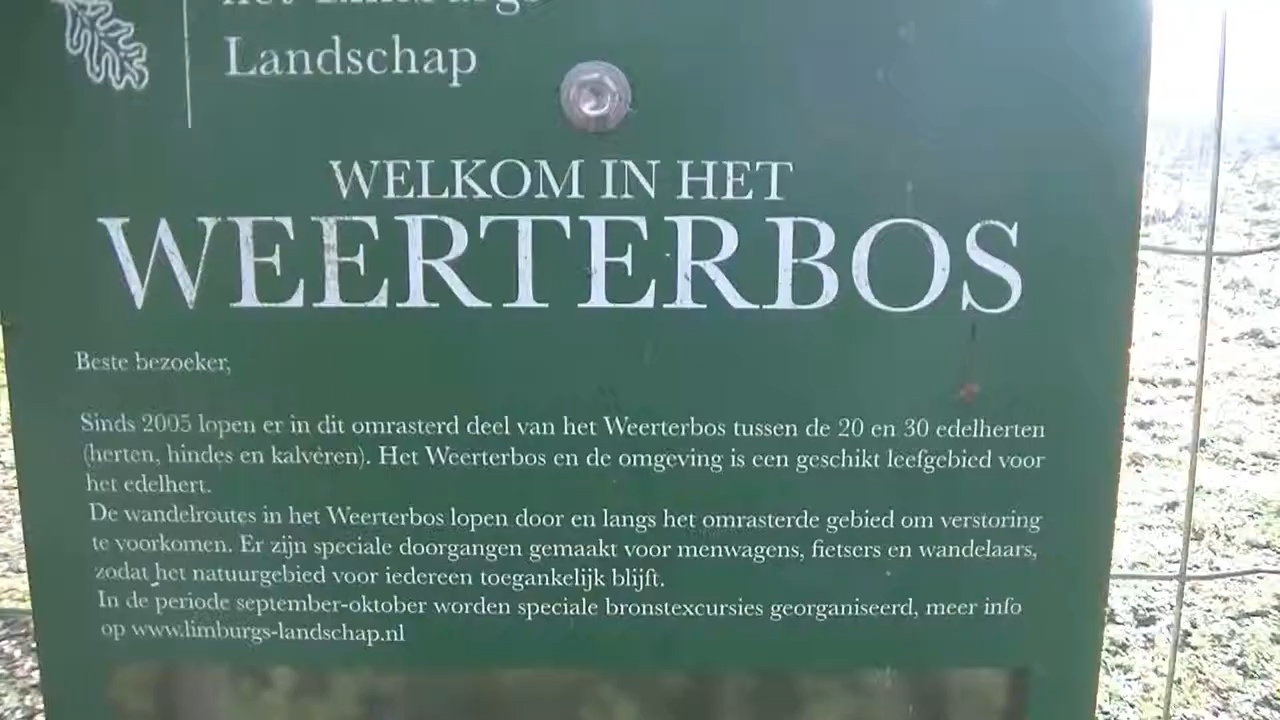 het Limburgs
Landschap
WELKOM IN HET
WEERTERBOS
Beste bezoeker,
Sinds 2005 lopen er in dit omrasterd deel van het Weerterbos tussen de 20 en 30 edelherten
(herten, hindes en kalveren). Het Weerterbos en de omgeving is een geschikt leefgebied voor
het edelhert.
De wandelroutes in het Weerterbos lopen door en langs het omrasterde gebied om verstoring
te voorkomen. Er zijn speciale doorgangen gemaakt voor menwagens, fietsers en wandelaars,
zodat het natuurgebied voor iedereen toegankelijk blijft.
In de periode september-oktober worden speciale bronstexcursies georganiseerd, meer info
op www.limburgs-landschap.nl